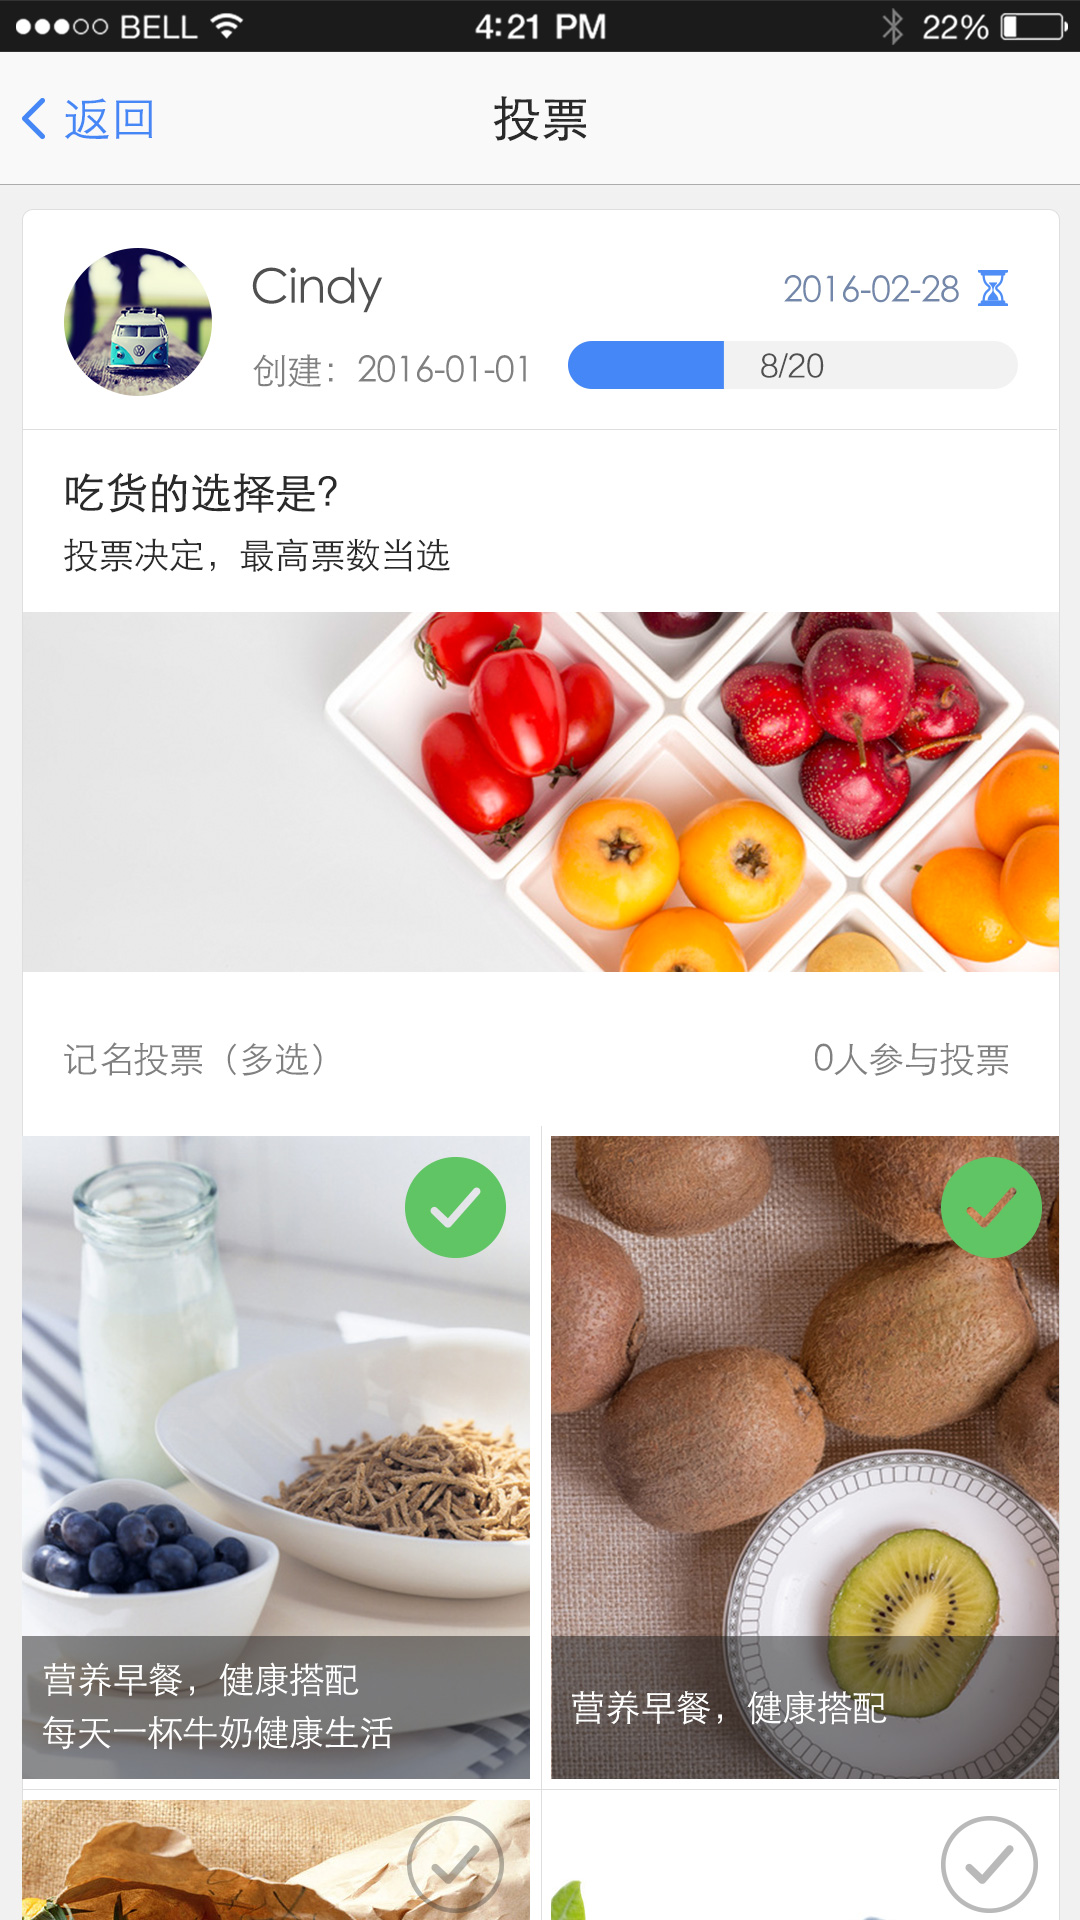 BELL 4:21 PM 22%
返回 投票
Cindy 2016-02-28
创建：2016-01-01 8/20
吃货的选择是?
投票决定，最高票数当选
记名投票（多选） 0人参与投票
营养早餐，健康搭配
每天一杯牛奶健康生活
营养早餐，健康搭配